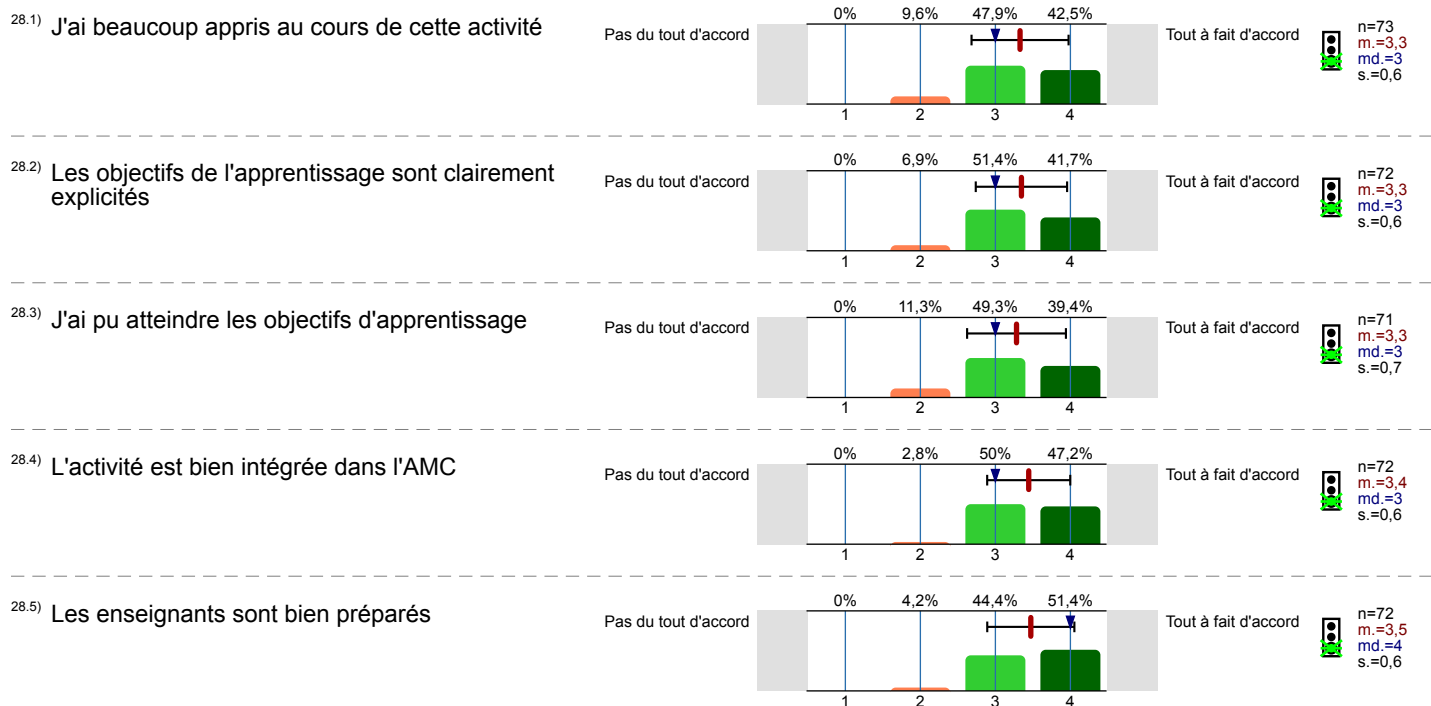 28.1) J'ai beaucoup appris au cours de cette activité
Pas du tout d'accord
0% 9,6% 47,9% 42,5%
1 2 3 4
Tout à fait d'accord
n=73
m.=3,3
md.=3
s.=0,6
28.2) Les objectifs de l'apprentissage sont clairement
explicités
Pas du tout d'accord
0% 6,9% 51,4% 41,7%
1 2 3 4
Tout à fait d'accord
n=72
m.=3,3
md.=3
s.=0,6
28.3) J'ai pu atteindre les objectifs d'apprentissage
Pas du tout d'accord
0% 11,3% 49,3% 39,4%
1 2 3 4
Tout à fait d'accord
n=71
m.=3,3
md.=3
s.=0,7
28.4) L'activité est bien intégrée dans l'AMC
Pas du tout d'accord
0% 2,8% 50% 47,2%
1 2 3 4
Tout à fait d'accord
n=72
m.=3,4
md.=3
s.=0,6
28.5) Les enseignants sont bien préparés
Pas du tout d'accord
0% 4,2% 44,4% 51,4%
1 2 3 4
Tout à fait d'accord
n=72
m.=3,5
md.=4
s.=0,6